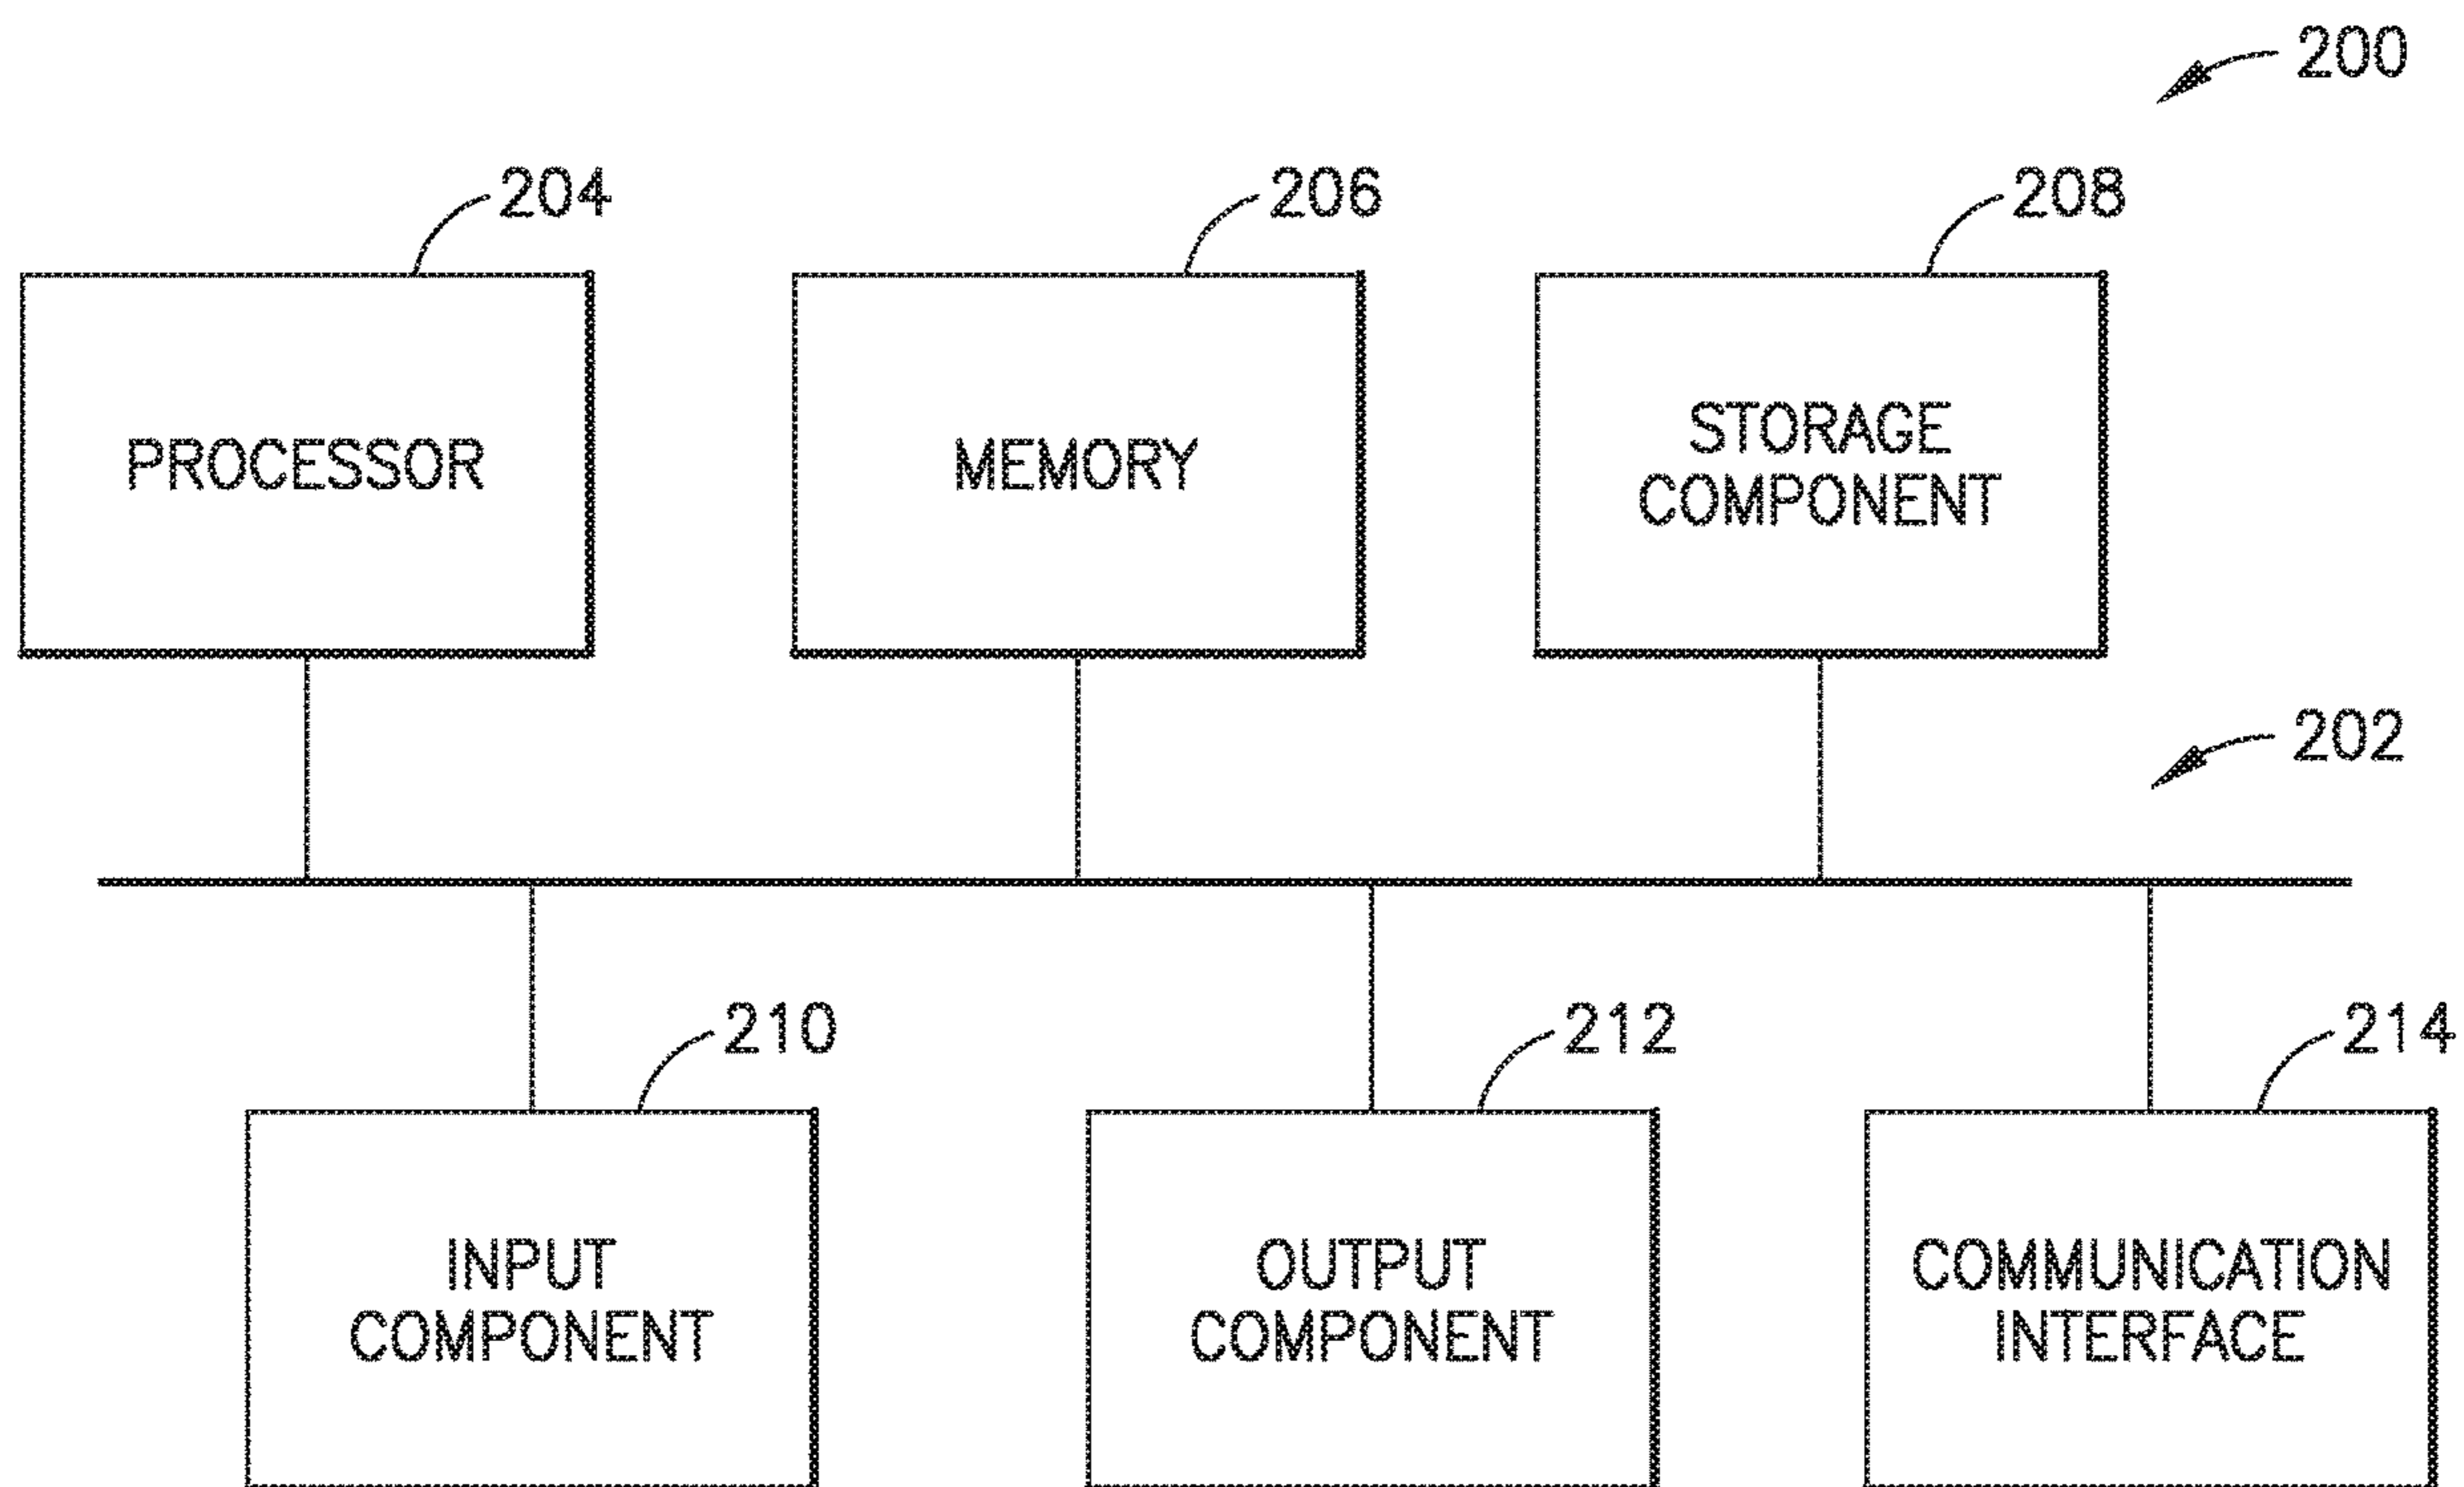 200
204
206
208
PROCESSOR
MEMORY
STORAGE
COMPONENT
202
210
212
214
INPUT
COMPONENT
OUTPUT
COMPONENT
COMMUNICATION
INTERFACE